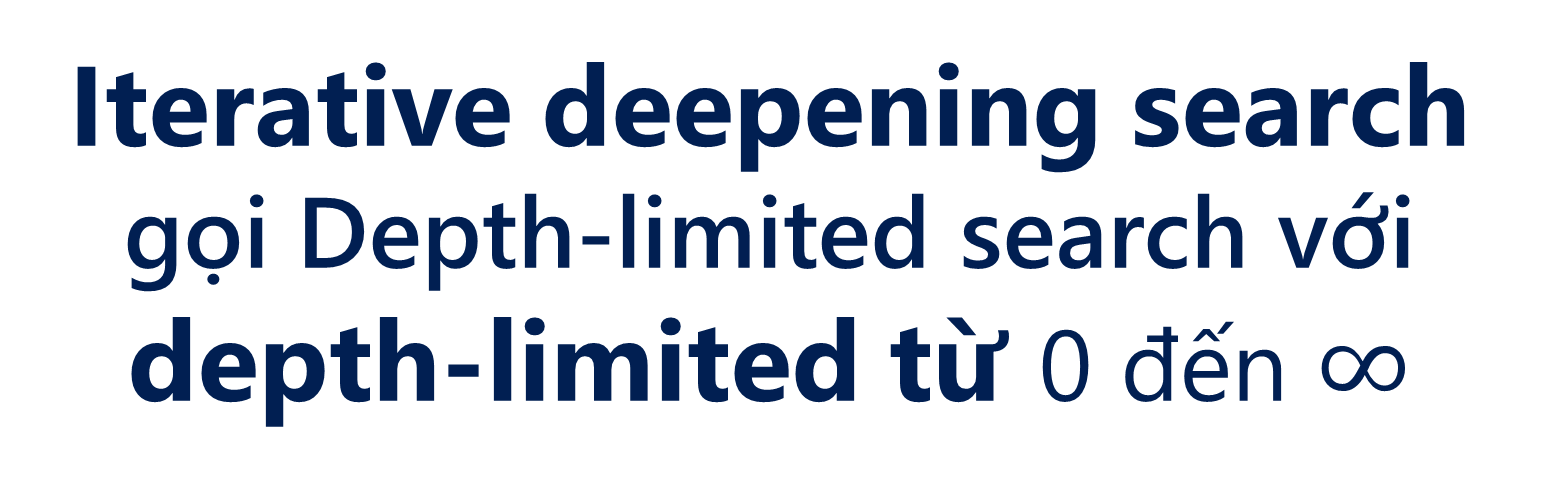 Iterative deepening search
gọi Depth-limited search với
depth-limited từ 0 đến ∞